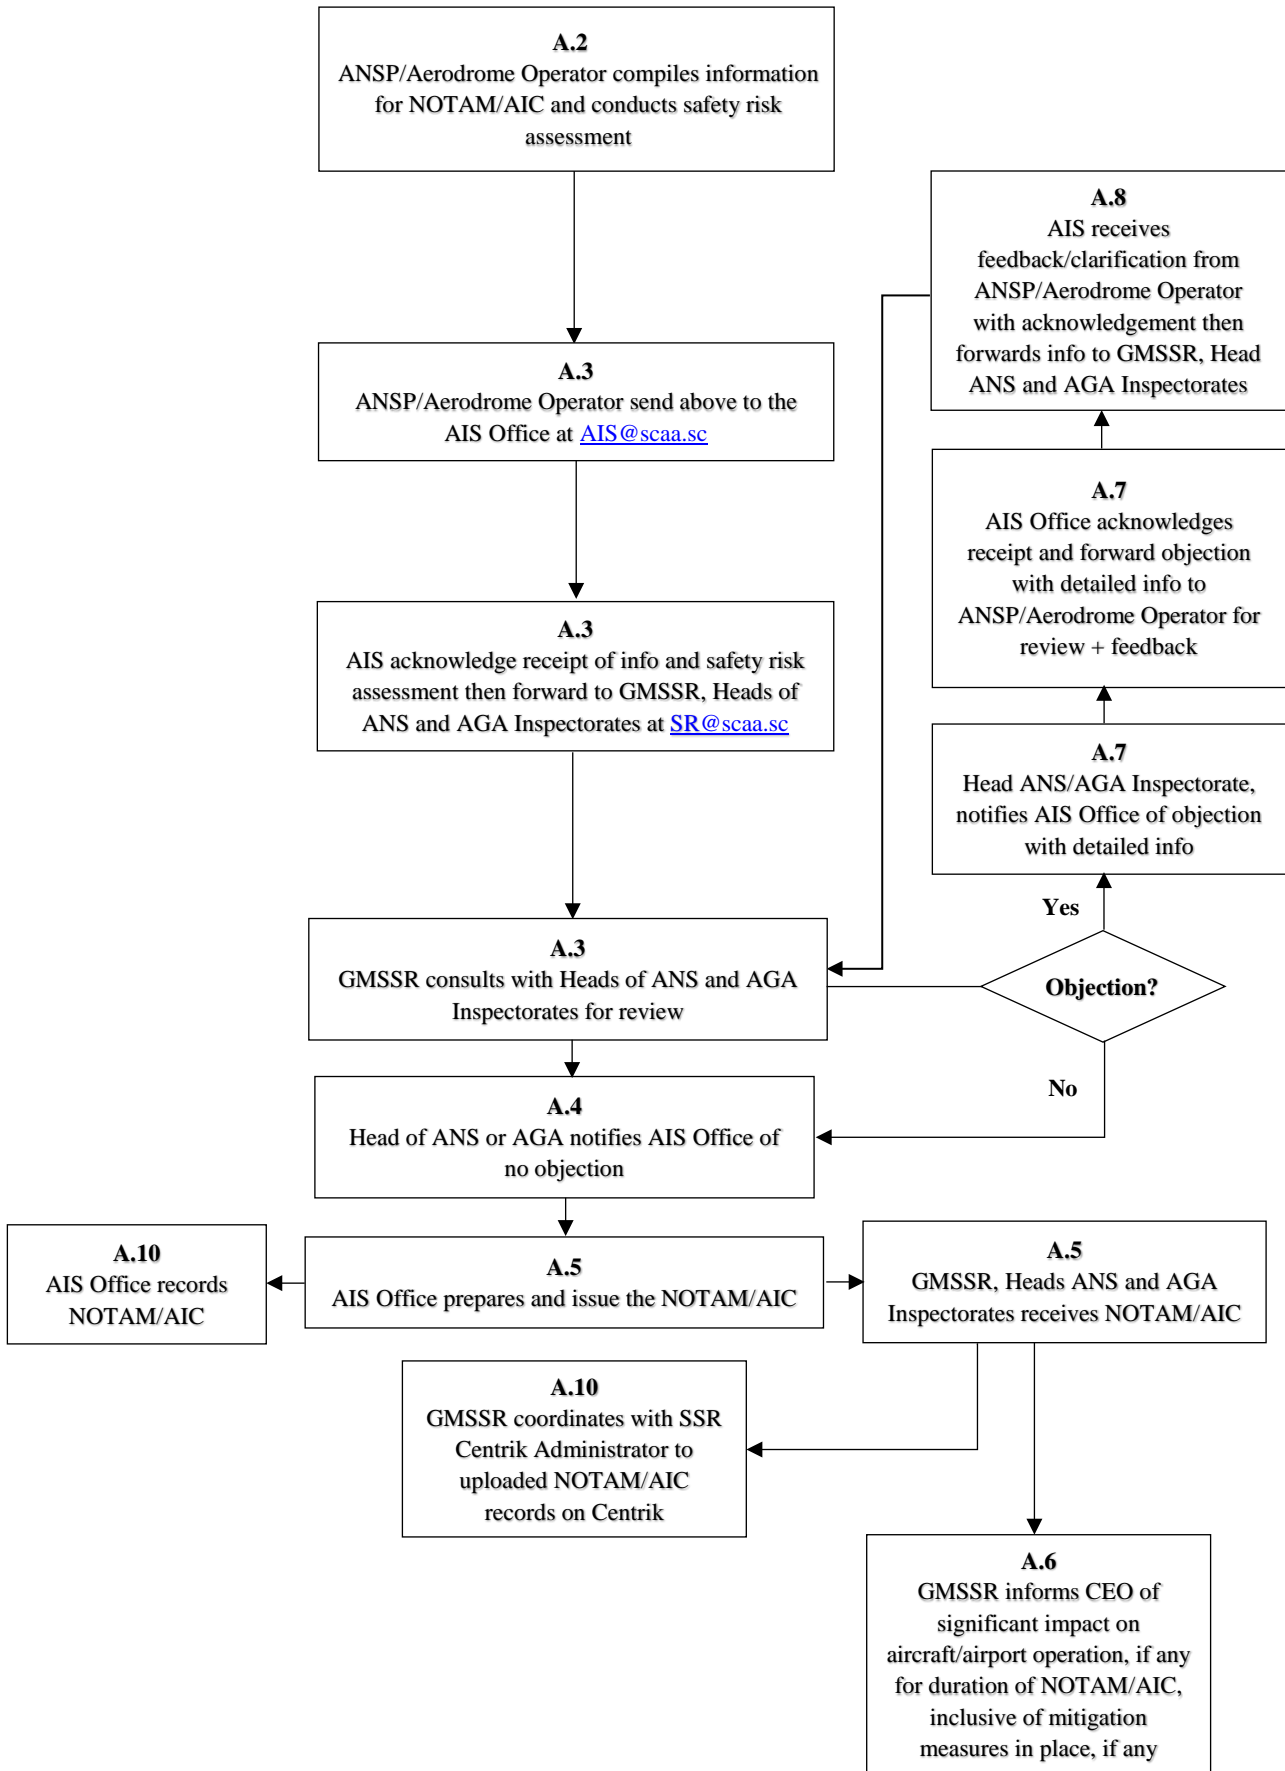 A.2
ANSP/Aerodrome Operator compiles information
for NOTAM/AIC and conducts safety risk
assessment
A.3
ANSP/Aerodrome Operator send above to the
AIS Office at AIS@scaa.sc
A.3
AIS acknowledge receipt of info and safety risk
assessment then forward to GMSSR, Heads of
ANS and AGA Inspectorates at SR@scaa.sc
A.3
GMSSR consults with Heads of ANS and AGA
Inspectorates for review
Objection?
Yes
A.7
Head ANS/AGA Inspectorate,
notifies AIS Office of objection
with detailed info
A.7
AIS Office acknowledges
receipt and forward objection
with detailed info to
ANSP/Aerodrome Operator for
review + feedback
A.8
AIS receives
feedback/clarification from
ANSP/Aerodrome Operator
with acknowledgement then
forwards info to GMSSR, Head
ANS and AGA Inspectorates
No
A.4
Head of ANS or AGA notifies AIS Office of
no objection
A.5
AIS Office prepares and issue the NOTAM/AIC
A.10
AIS Office records
NOTAM/AIC
A.5
GMSSR, Heads ANS and AGA
Inspectorates receives NOTAM/AIC
A.10
GMSSR coordinates with SSR
Centrik Administrator to
uploaded NOTAM/AIC
records on Centrik
A.6
GMSSR informs CEO of
significant impact on
aircraft/airport operation, if any
for duration of NOTAM/AIC,
inclusive of mitigation
measures in place, if any